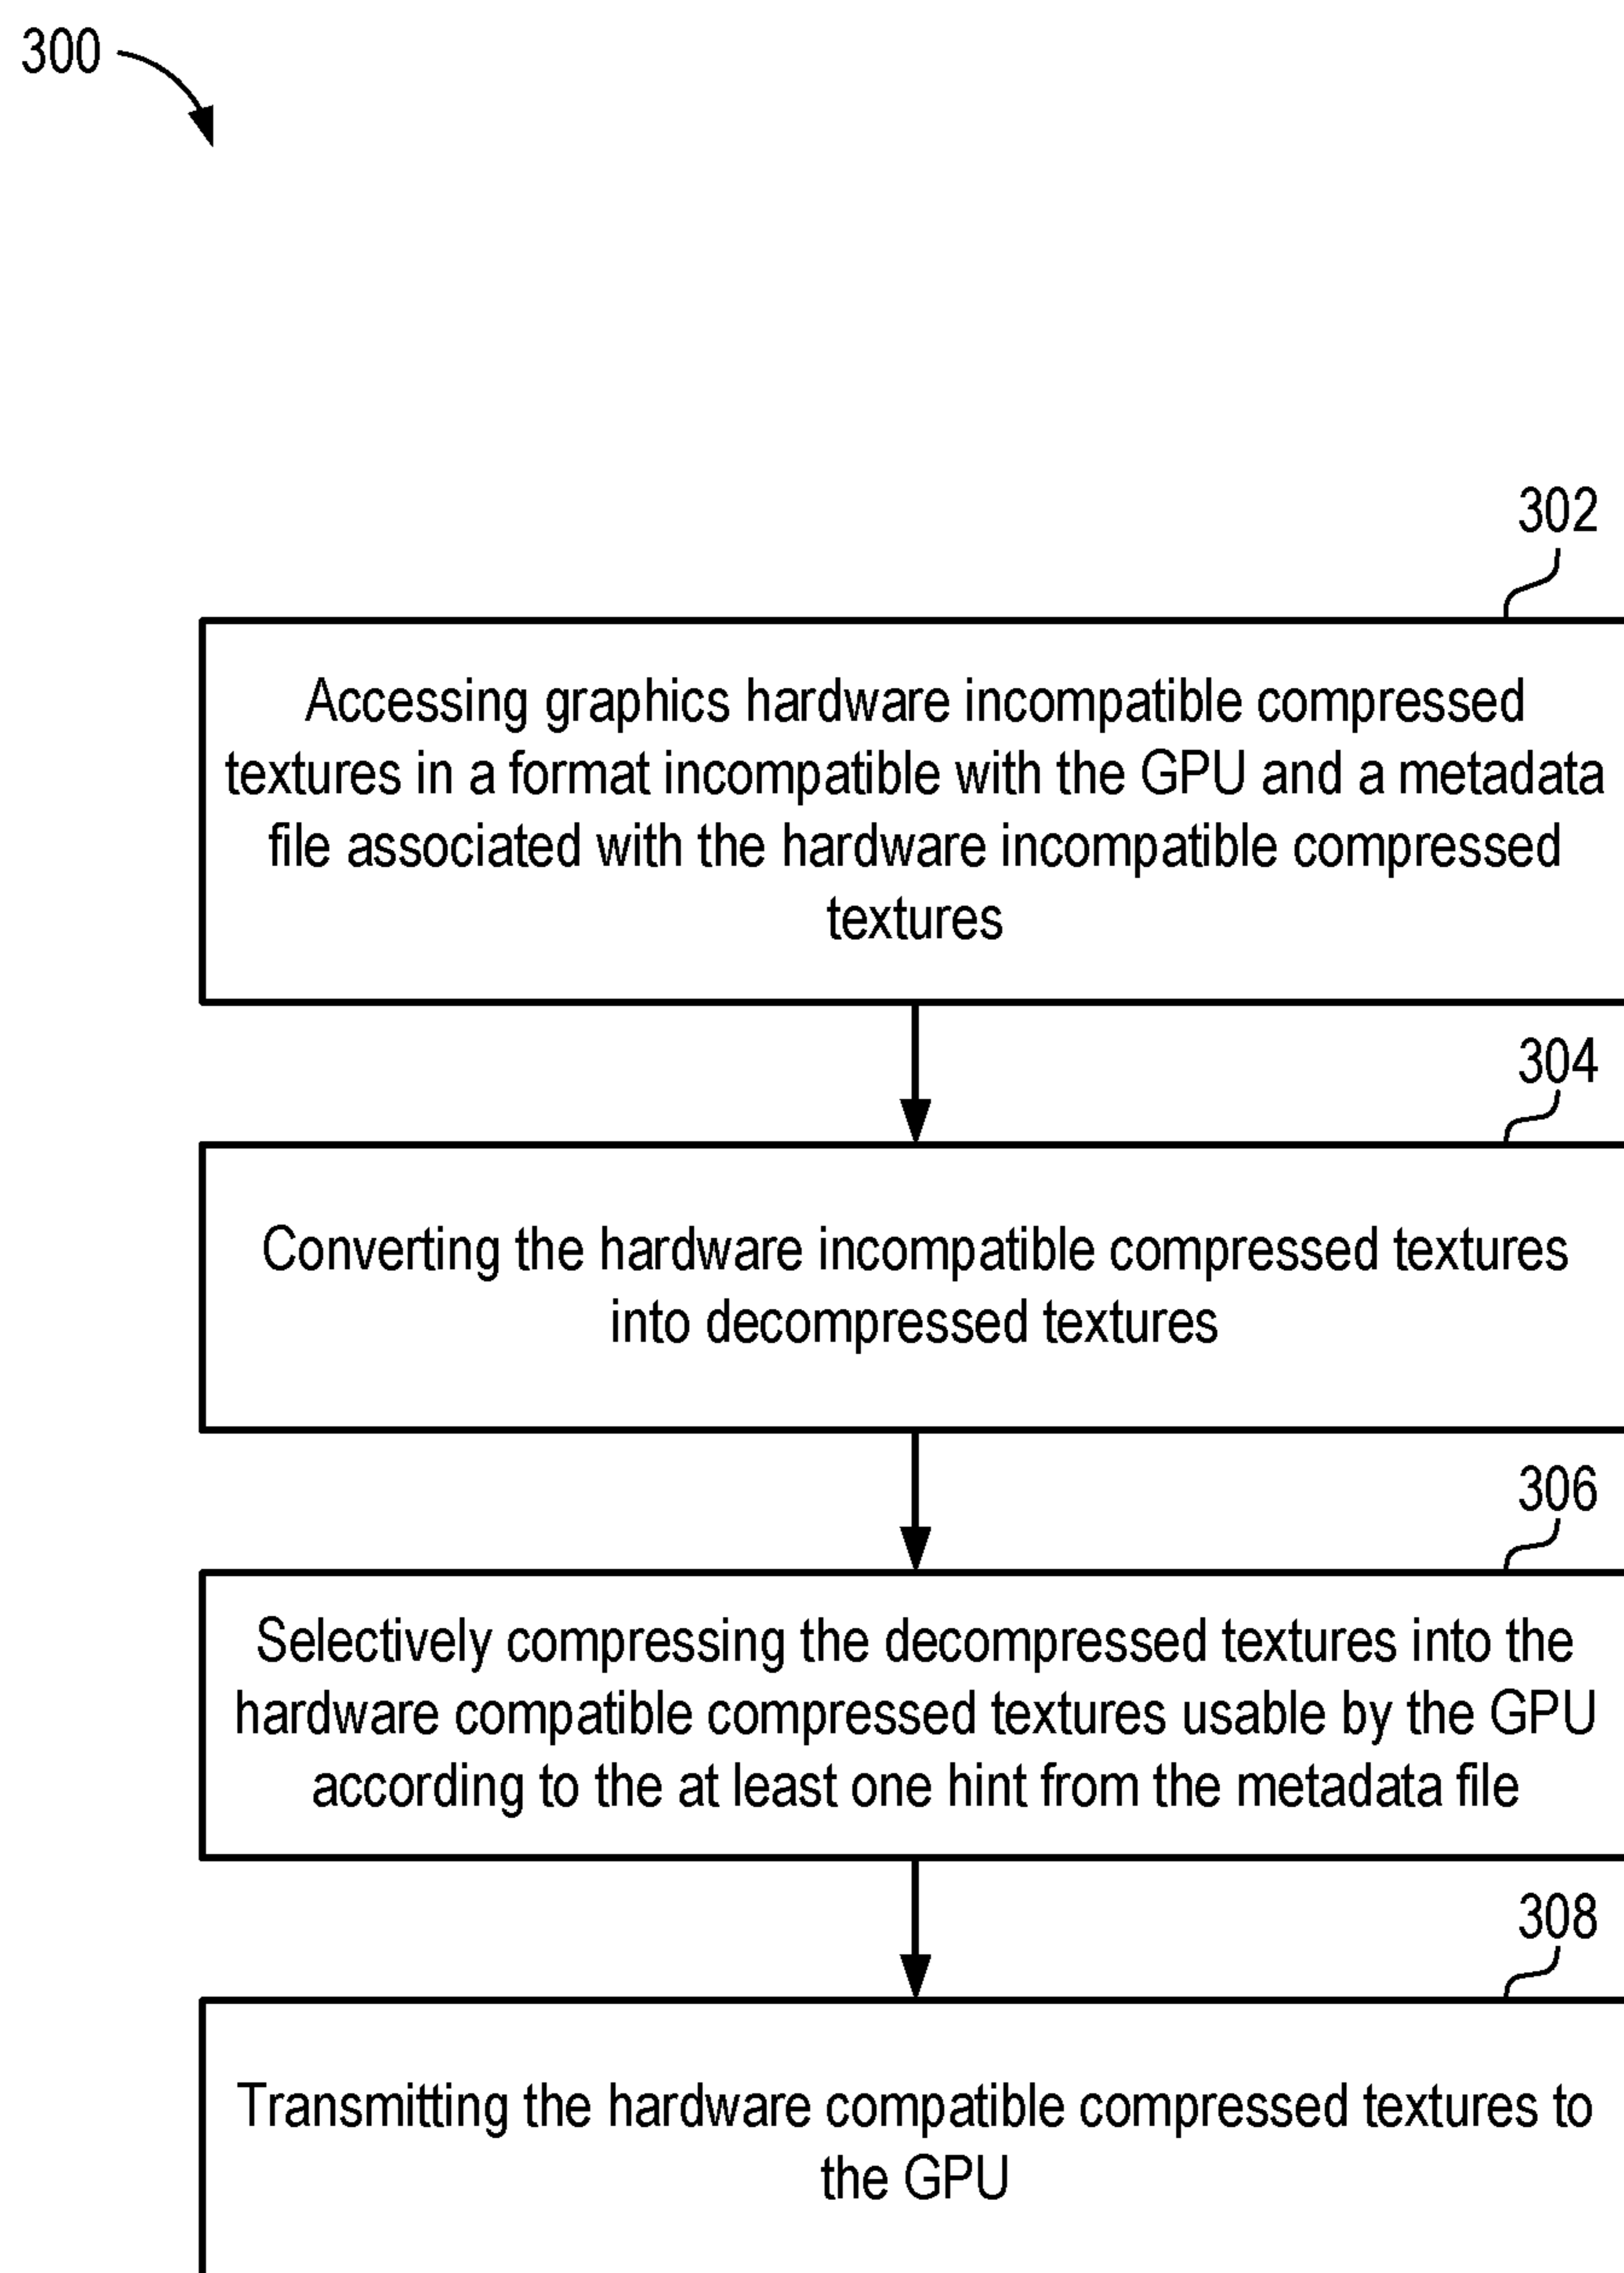 300
302
Accessing graphics hardware incompatible compressed
textures in a format incompatible with the GPU and a metadata
file associated with the hardware incompatible compressed
textures
304
Converting the hardware incompatible compressed textures
into decompressed textures
306
Selectively compressing the decompressed textures into the
hardware compatible compressed textures usable by the GPU
according to the at least one hint from the metadata file
308
Transmitting the hardware compatible compressed textures to
the GPU